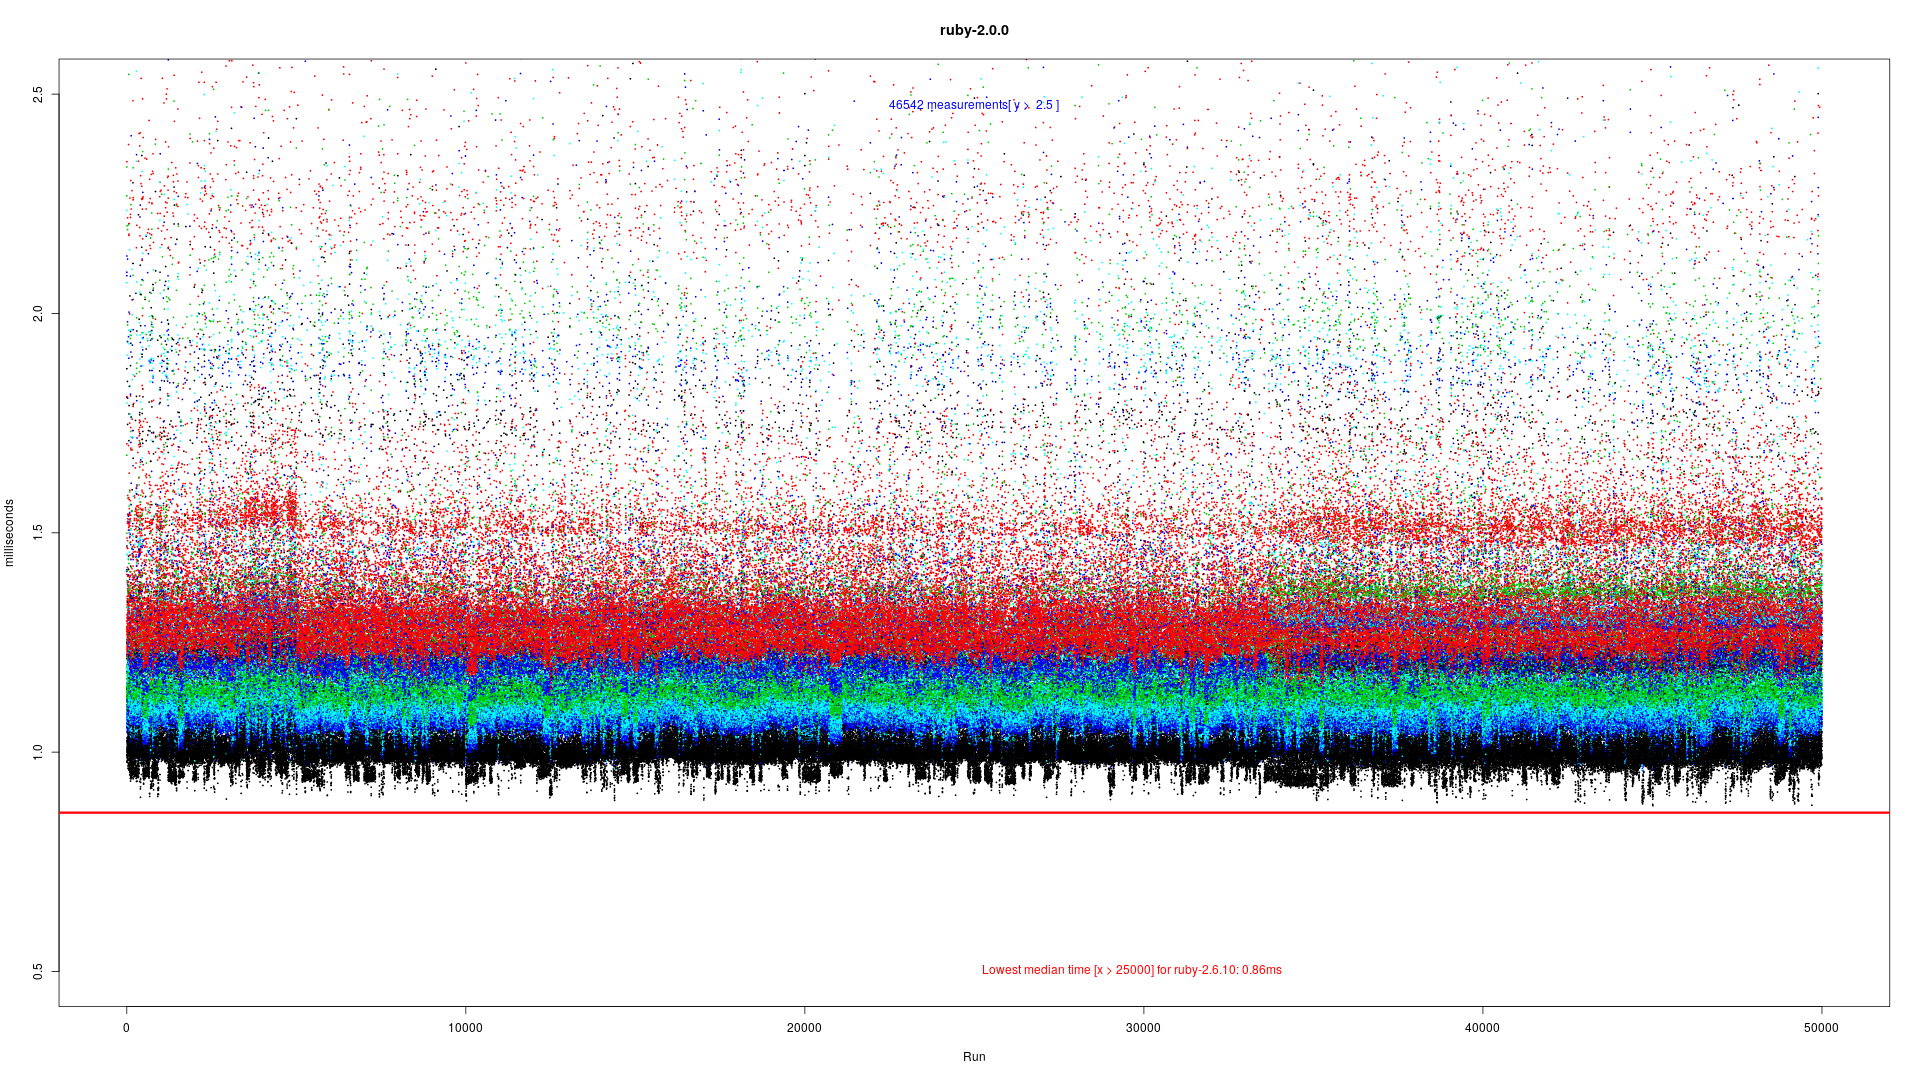 ruby-2.0.0
46542 measurements[ y > 2.5 ]
2.5
2.0
1.5
1.0
0.5
milliseconds
Lowest median time [x > 25000] for ruby-2.6.10: 0.86ms
0 10000 20000 30000 40000 50000
Run